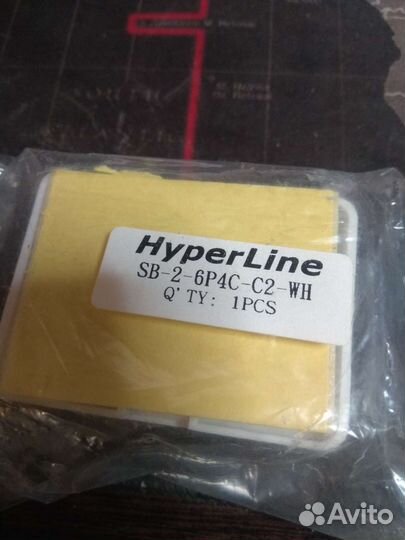 HyperLine
SB-2-6P4C-C2-WH
Q'TY: 1PCS
Avito